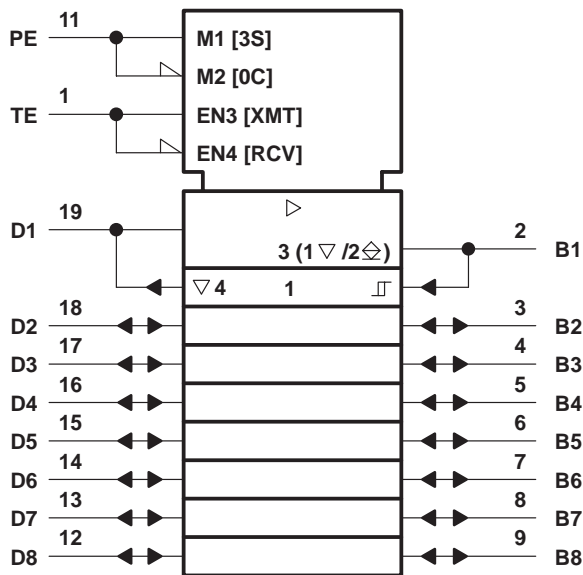 11
PE M1 [3S]
M2 [0C]
1
TE EN3 [XMT]
EN4 [RCV]
19
D1 ▷
3 (1 ▽ /2 ⎐) 2 B1
▽ 4 1
18 3
D2 B2
17 4
D3 B3
16 5
D4 B4
15 6
D5 B5
14 7
D6 B6
13 8
D7 B7
12 9
D8 B8